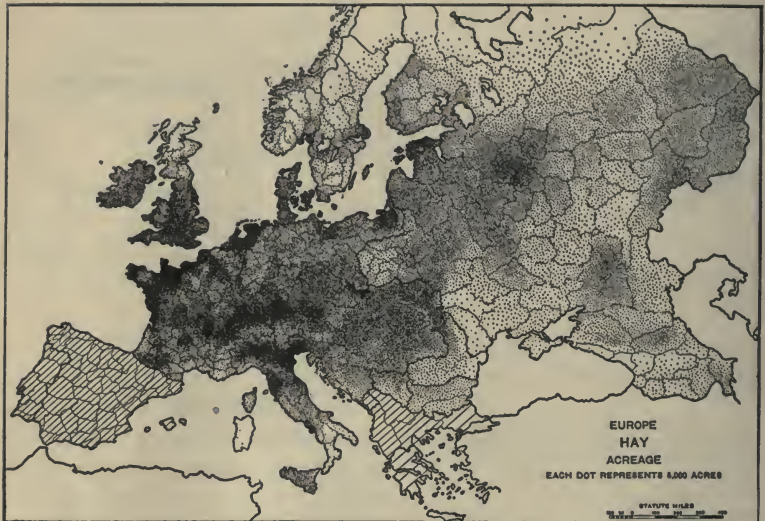 EUROPE
HAY
ACREAGE
EACH DOT REPRESENTS 5,000 ACRES
STATUTE MILES